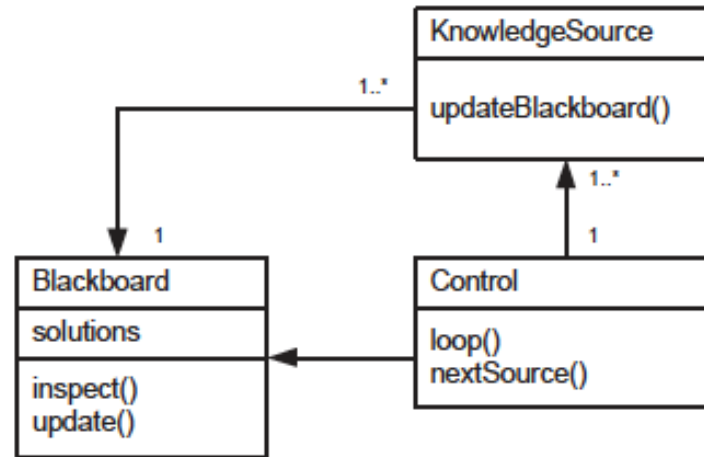 KnowledgeSource
1..*
updateBlackboard()
1..*
1
1
Blackboard
Control
solutions
loop()
nextSource()
inspect()
update()